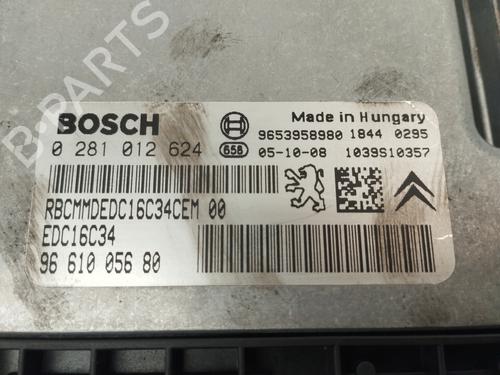 B-PARTS
BOSCH
Made in Hungary
9653958980 1844 0295
0 281 012 624
658 05-10-08 1039S10357
RBCMMDEDC16C34CEM 00
EDC16C34
96 610 056 80